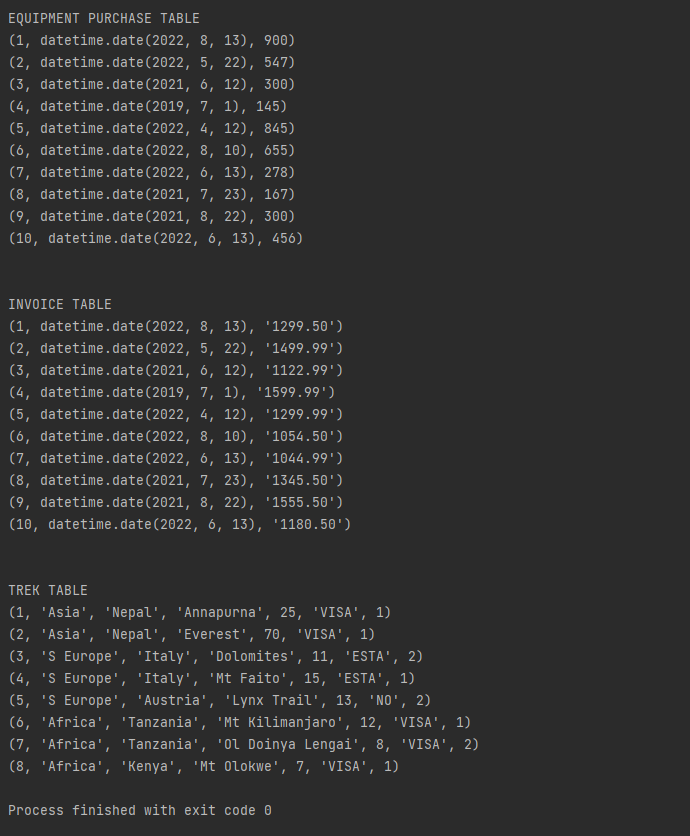 EQUIPMENT PURCHASE TABLE
(1, datetime.date(2022, 8, 13), 900)
(2, datetime.date(2022, 5, 22), 547)
(3, datetime.date(2021, 6, 12), 300)
(4, datetime.date(2019, 7, 1), 145)
(5, datetime.date(2022, 4, 12), 845)
(6, datetime.date(2022, 8, 10), 655)
(7, datetime.date(2022, 6, 13), 278)
(8, datetime.date(2021, 7, 23), 167)
(9, datetime.date(2021, 8, 22), 300)
(10, datetime.date(2022, 6, 13), 456)
INVOICE TABLE
(1, datetime.date(2022, 8, 13), '1299.50')
(2, datetime.date(2022, 5, 22), '1499.99')
(3, datetime.date(2021, 6, 12), '1122.99')
(4, datetime.date(2019, 7, 1), '1599.99')
(5, datetime.date(2022, 4, 12), '1299.99')
(6, datetime.date(2022, 8, 10), '1054.50')
(7, datetime.date(2022, 6, 13), '1044.99')
(8, datetime.date(2021, 7, 23), '1345.50')
(9, datetime.date(2021, 8, 22), '1555.50')
(10, datetime.date(2022, 6, 13), '1180.50')
TREK TABLE
(1, 'Asia', 'Nepal', 'Annapurna', 25, 'VISA', 1)
(2, 'Asia', 'Nepal', 'Everest', 70, 'VISA', 1)
(3, 'S Europe', 'Italy', 'Dolomites', 11, 'ESTA', 2)
(4, 'S Europe', 'Italy', 'Mt Faito', 15, 'ESTA', 1)
(5, 'S Europe', 'Austria', 'Lynx Trail', 13, 'NO', 2)
(6, 'Africa', 'Tanzania', 'Mt Kilimanjaro', 12, 'VISA', 1)
(7, 'Africa', 'Tanzania', 'Ol Doinya Lengai', 8, 'VISA', 2)
(8, 'Africa', 'Kenya', 'Mt Olokwe', 7, 'VISA', 1)
Process finished with exit code 0